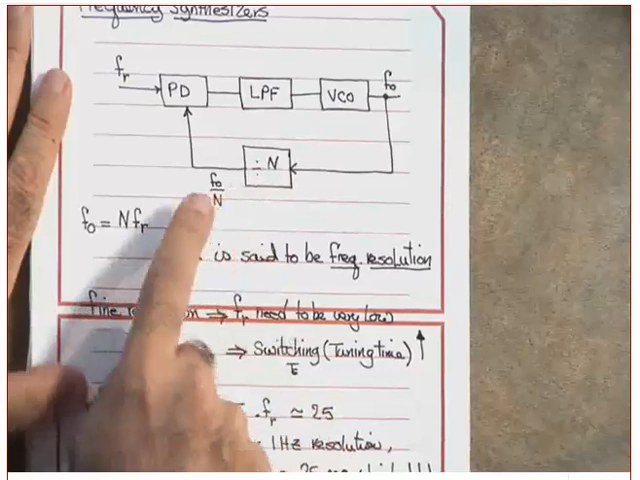 Frequency Synthesizers
fr
PD
LPF
VCO
fo
÷ N
fo
N
fo = Nfr
is said to be freq. resolution
fine ⇒ fr need to be very low
⇒ Switching (Tuning time) ↑
. fr ≃ 25
1Hz resolution,